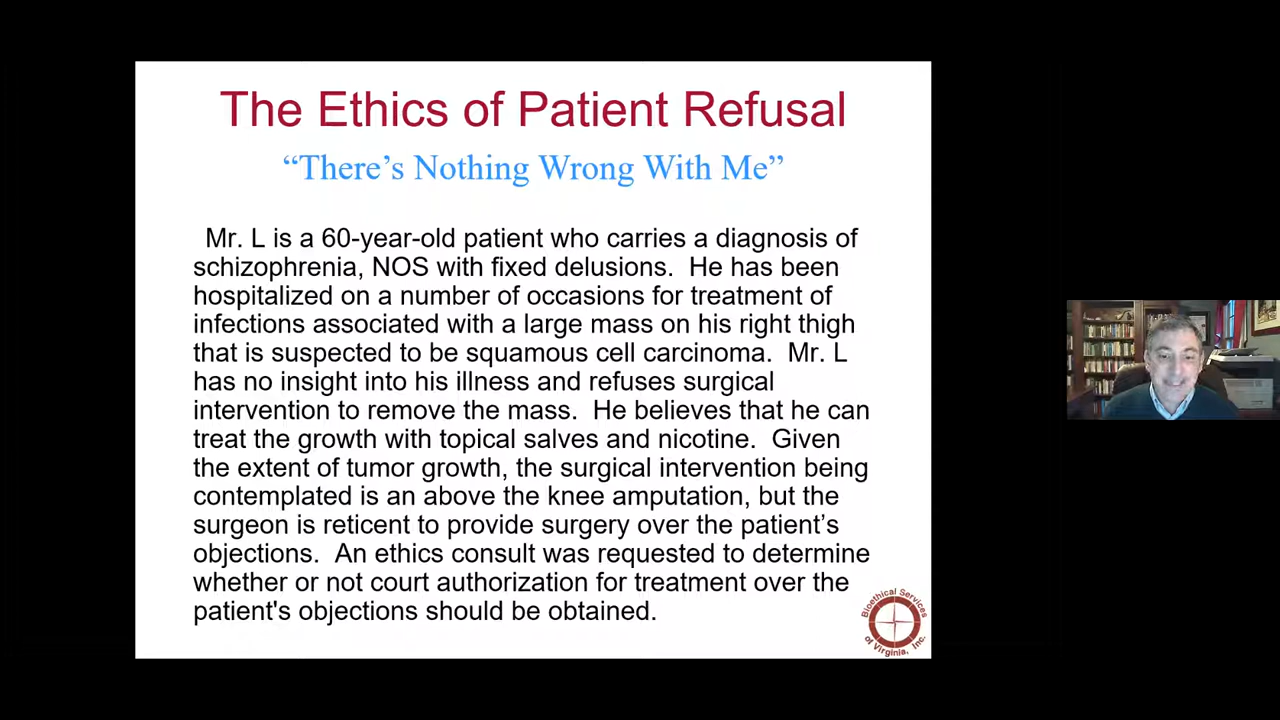 The Ethics of Patient Refusal
“There’s Nothing Wrong With Me”
Mr. L is a 60-year-old patient who carries a diagnosis of
schizophrenia, NOS with fixed delusions.  He has been
hospitalized on a number of occasions for treatment of
infections associated with a large mass on his right thigh
that is suspected to be squamous cell carcinoma.  Mr. L
has no insight into his illness and refuses surgical
intervention to remove the mass.  He believes that he can
treat the growth with topical salves and nicotine.  Given
the extent of tumor growth, the surgical intervention being
contemplated is an above the knee amputation, but the
surgeon is reticent to provide surgery over the patient’s
objections.  An ethics consult was requested to determine
whether or not court authorization for treatment over the
patient's objections should be obtained.
Bioethical Services
of Virginia, Inc.